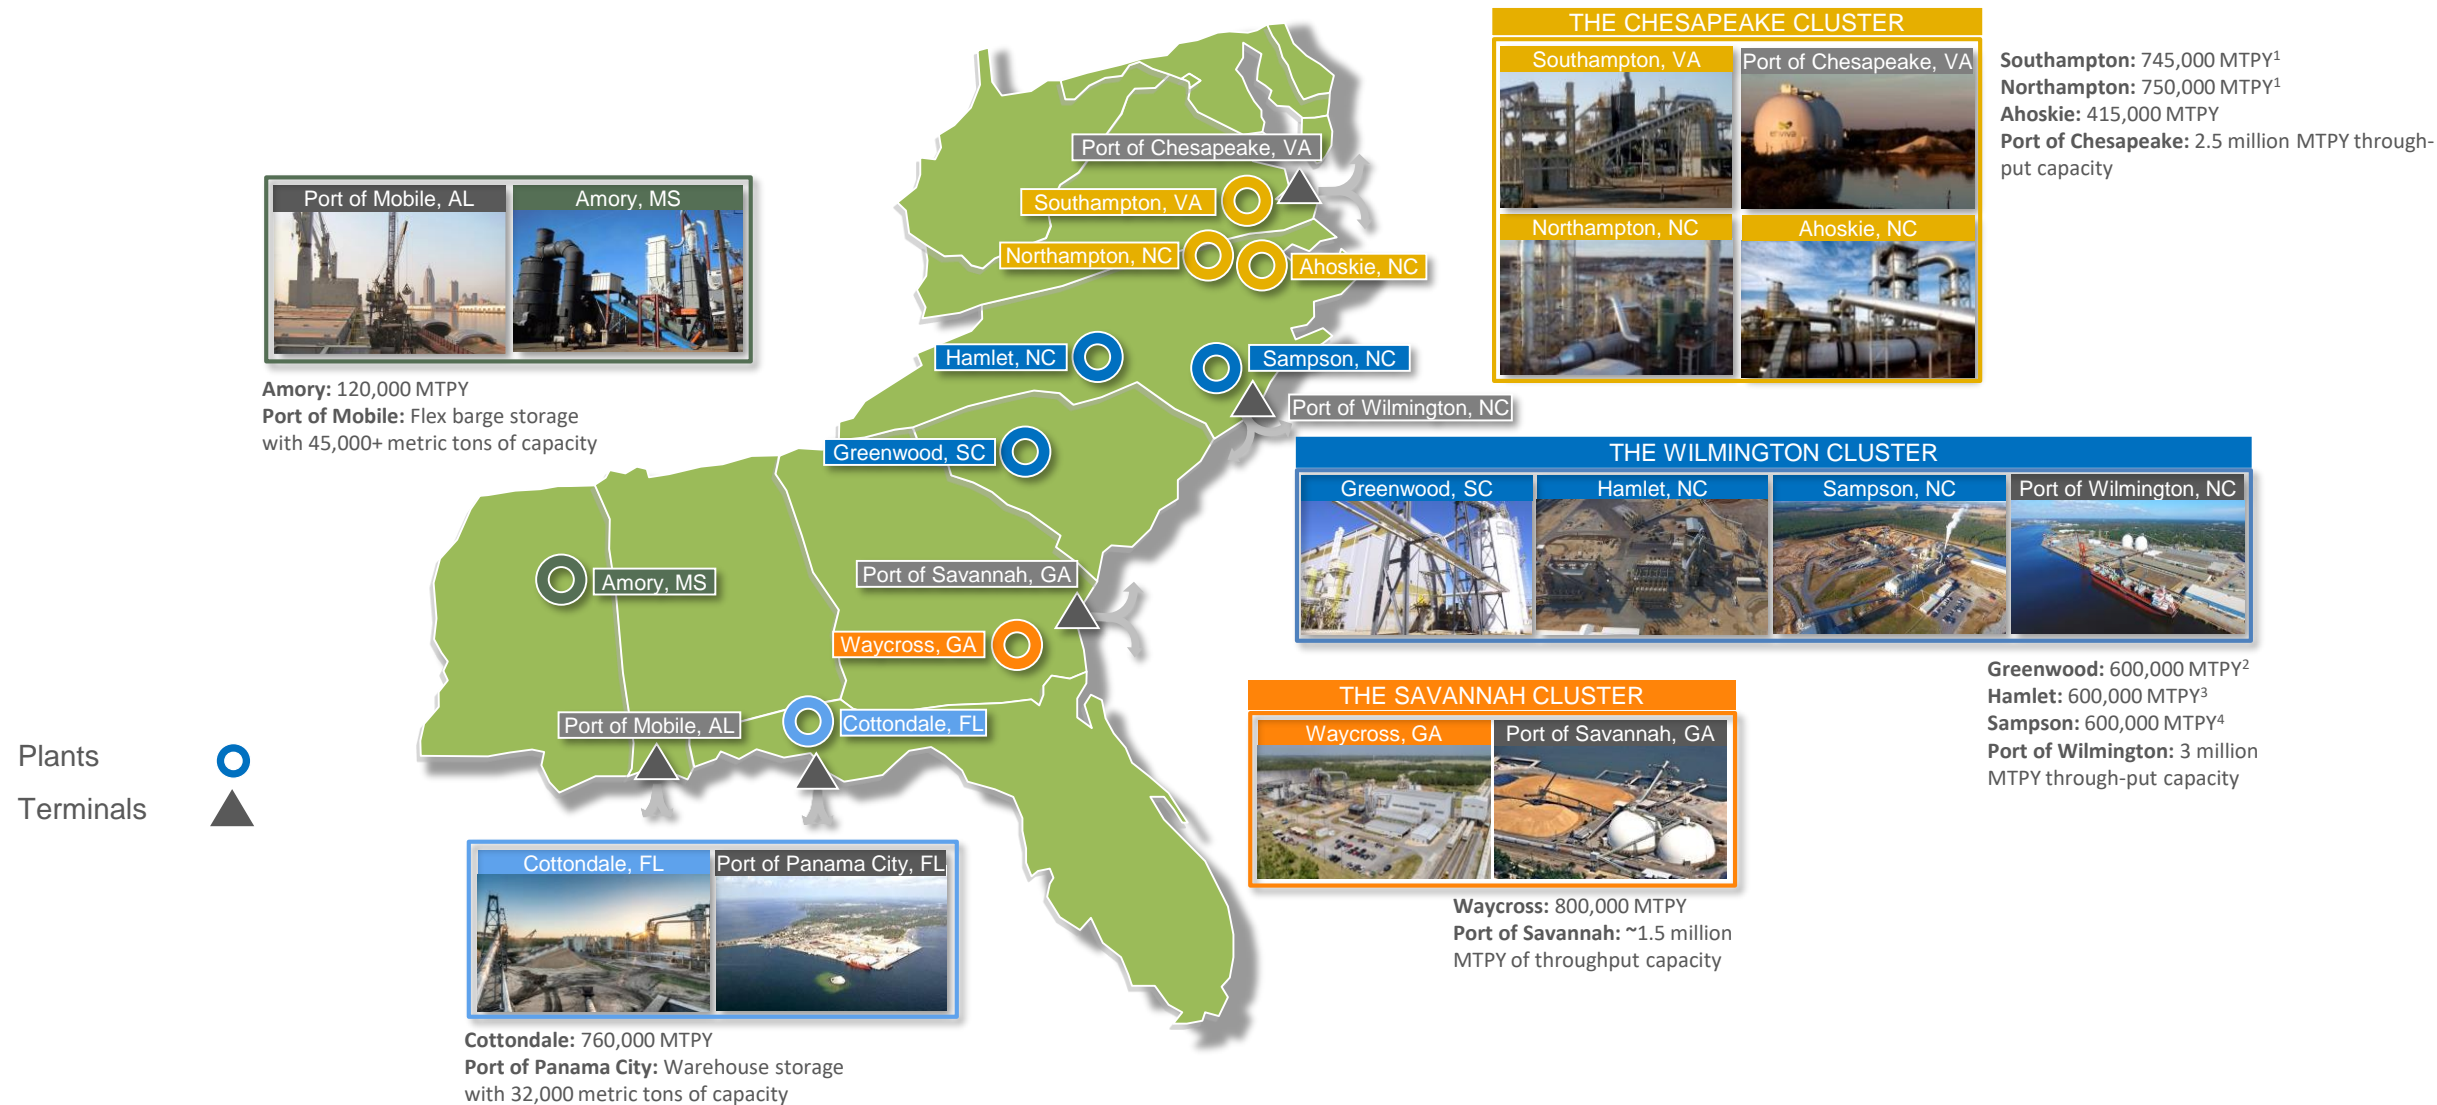 THE CHESAPEAKE CLUSTER
Southampton, VA
Port of Chesapeake, VA
Northampton, NC
Ahoskie, NC
enviva
Southampton: 745,000 MTPY1
Northampton: 750,000 MTPY1
Ahoskie: 415,000 MTPY
Port of Chesapeake: 2.5 million MTPY through-
put capacity
Port of Mobile, AL
Amory, MS
Amory: 120,000 MTPY
Port of Mobile: Flex barge storage
with 45,000+ metric tons of capacity
Port of Chesapeake, VA
Southampton, VA
Northampton, NC
Ahoskie, NC
Hamlet, NC
Sampson, NC
Port of Wilmington, NC
Greenwood, SC
Port of Savannah, GA
Amory, MS
Waycross, GA
Port of Mobile, AL
Cottondale, FL
THE WILMINGTON CLUSTER
Greenwood, SC
Hamlet, NC
Sampson, NC
Port of Wilmington, NC
Greenwood: 600,000 MTPY2
Hamlet: 600,000 MTPY3
Sampson: 600,000 MTPY4
Port of Wilmington: 3 million
MTPY through-put capacity
THE SAVANNAH CLUSTER
Waycross, GA
Port of Savannah, GA
Waycross: 800,000 MTPY
Port of Savannah: ~1.5 million
MTPY of throughput capacity
Plants
Terminals
Cottondale, FL
Port of Panama City, FL
Cottondale: 760,000 MTPY
Port of Panama City: Warehouse storage
with 32,000 metric tons of capacity